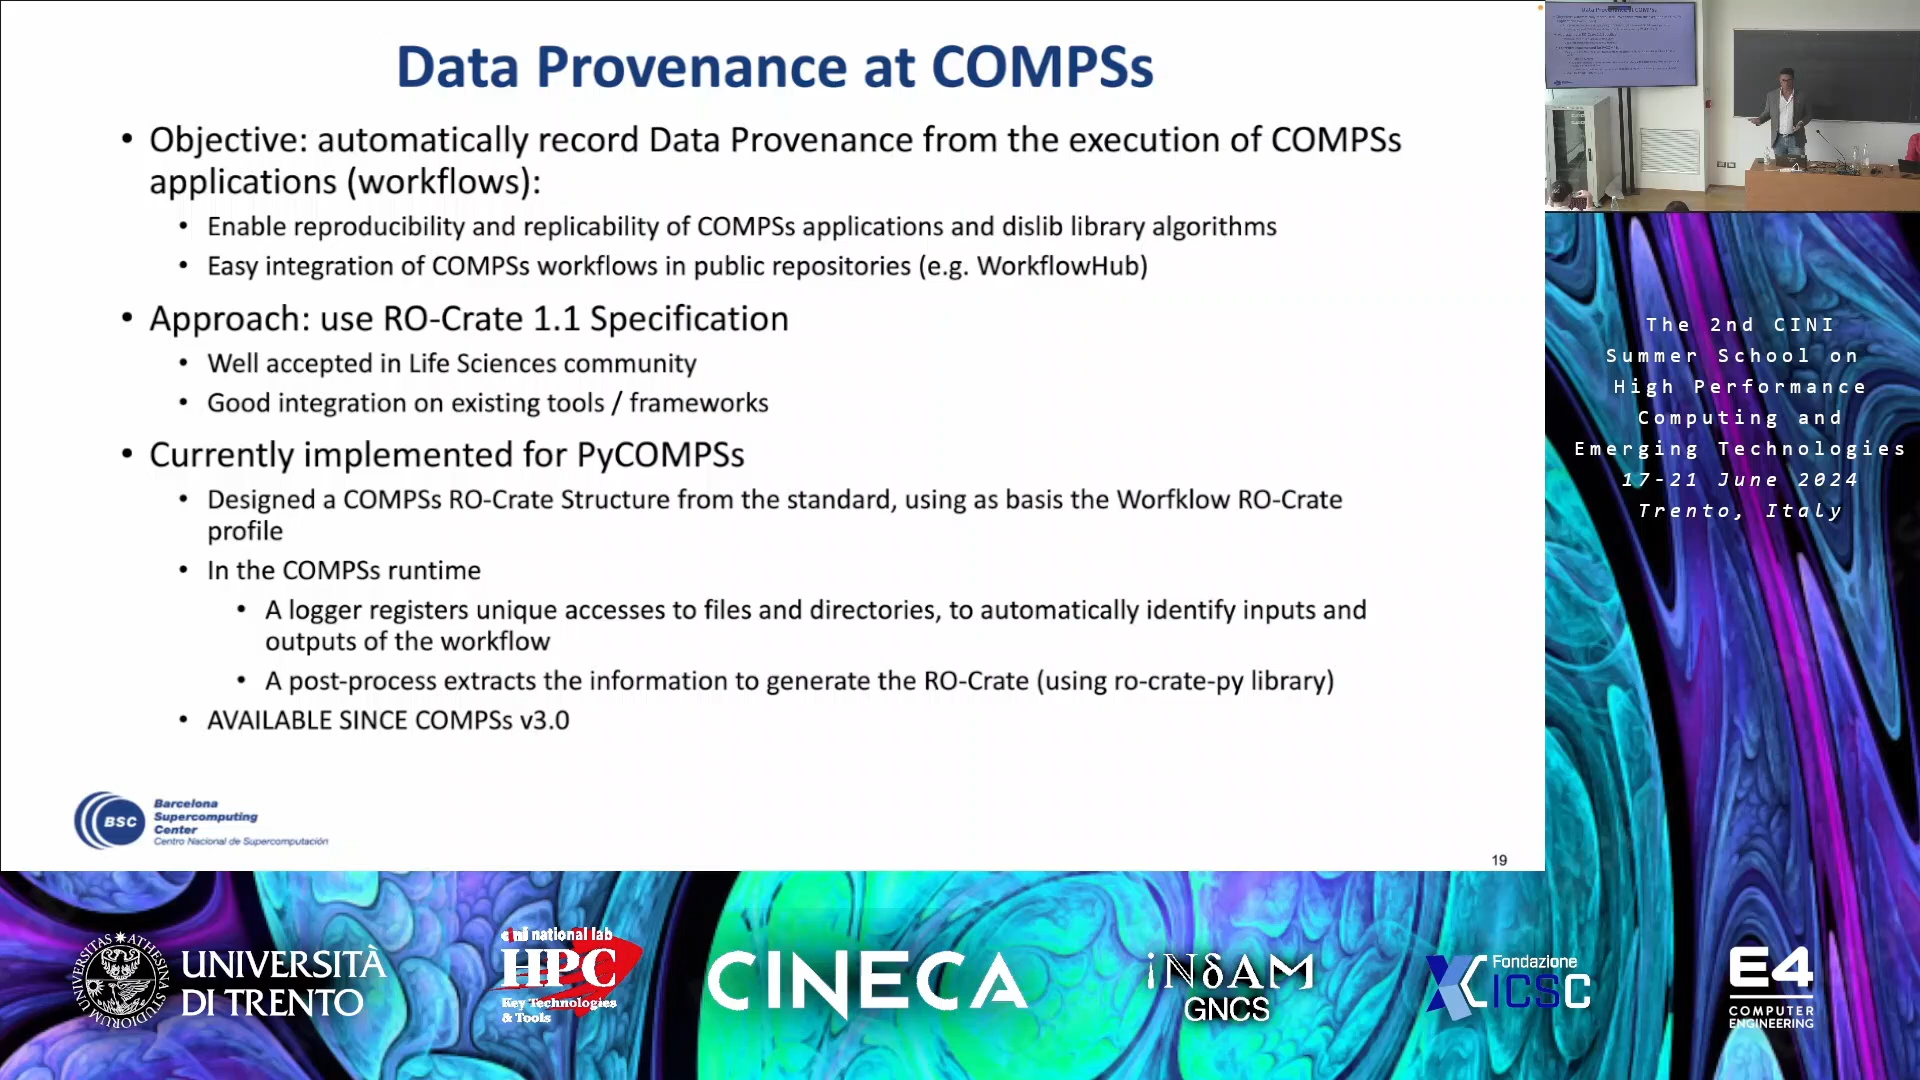 Data Provenance at COMPSs
• Objective: automatically record Data Provenance from the execution of COMPSs
applications (workflows):
• Enable reproducibility and replicability of COMPSs applications and dislib library algorithms
• Easy integration of COMPSs workflows in public repositories (e.g. WorkflowHub)
• Approach: use RO-Crate 1.1 Specification
• Well accepted in Life Sciences community
• Good integration on existing tools / frameworks
• Currently implemented for PyCOMPSs
• Designed a COMPSs RO-Crate Structure from the standard, using as basis the Worfklow RO-Crate
profile
• In the COMPSs runtime
• A logger registers unique accesses to files and directories, to automatically identify inputs and
outputs of the workflow
• A post-process extracts the information to generate the RO-Crate (using ro-crate-py library)
• AVAILABLE SINCE COMPSs v3.0
BSC
Barcelona
Supercomputing
Center
Centro Nacional de Supercomputación
19
The 2nd CINI
Summer School on
High Performance
Computing and
Emerging Technologies
17-21 June 2024
Trento, Italy
UNIVERSITÀ
DI TRENTO
cini national lab
HPC
Key Technologies
& Tools
CINECA
iNδAM
GNCS
Fondazione
ICSC
E4
COMPUTER
ENGINEERING